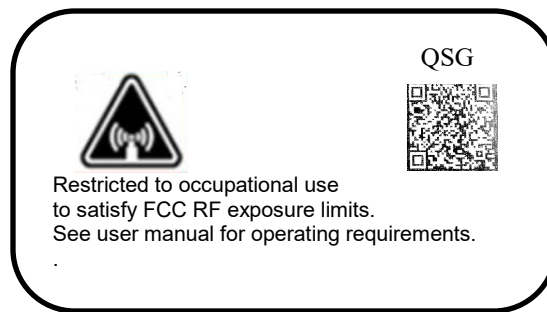 QSG
Restricted to occupational use
to satisfy FCC RF exposure limits.
See user manual for operating requirements.
.